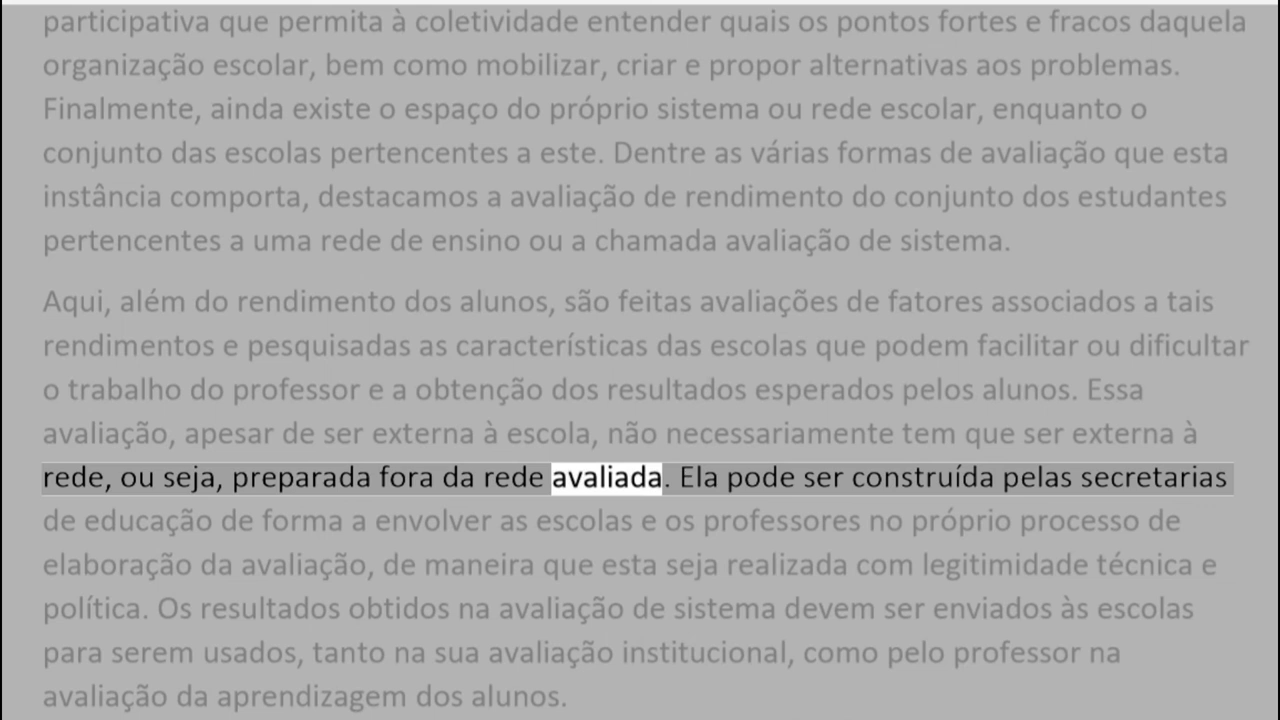 participativa que permita à coletividade entender quais os pontos fortes e fracos daquela
organização escolar, bem como mobilizar, criar e propor alternativas aos problemas.
Finalmente, ainda existe o espaço do próprio sistema ou rede escolar, enquanto o
conjunto das escolas pertencentes a este. Dentre as várias formas de avaliação que esta
instância comporta, destacamos a avaliação de rendimento do conjunto dos estudantes
pertencentes a uma rede de ensino ou a chamada avaliação de sistema.
Aqui, além do rendimento dos alunos, são feitas avaliações de fatores associados a tais
rendimentos e pesquisadas as características das escolas que podem facilitar ou dificultar
o trabalho do professor e a obtenção dos resultados esperados pelos alunos. Essa
avaliação, apesar de ser externa à escola, não necessariamente tem que ser externa à
rede, ou seja, preparada fora da rede avaliada. Ela pode ser construída pelas secretarias
de educação de forma a envolver as escolas e os professores no próprio processo de
elaboração da avaliação, de maneira que esta seja realizada com legitimidade técnica e
política. Os resultados obtidos na avaliação de sistema devem ser enviados às escolas
para serem usados, tanto na sua avaliação institucional, como pelo professor na
avaliação da aprendizagem dos alunos.